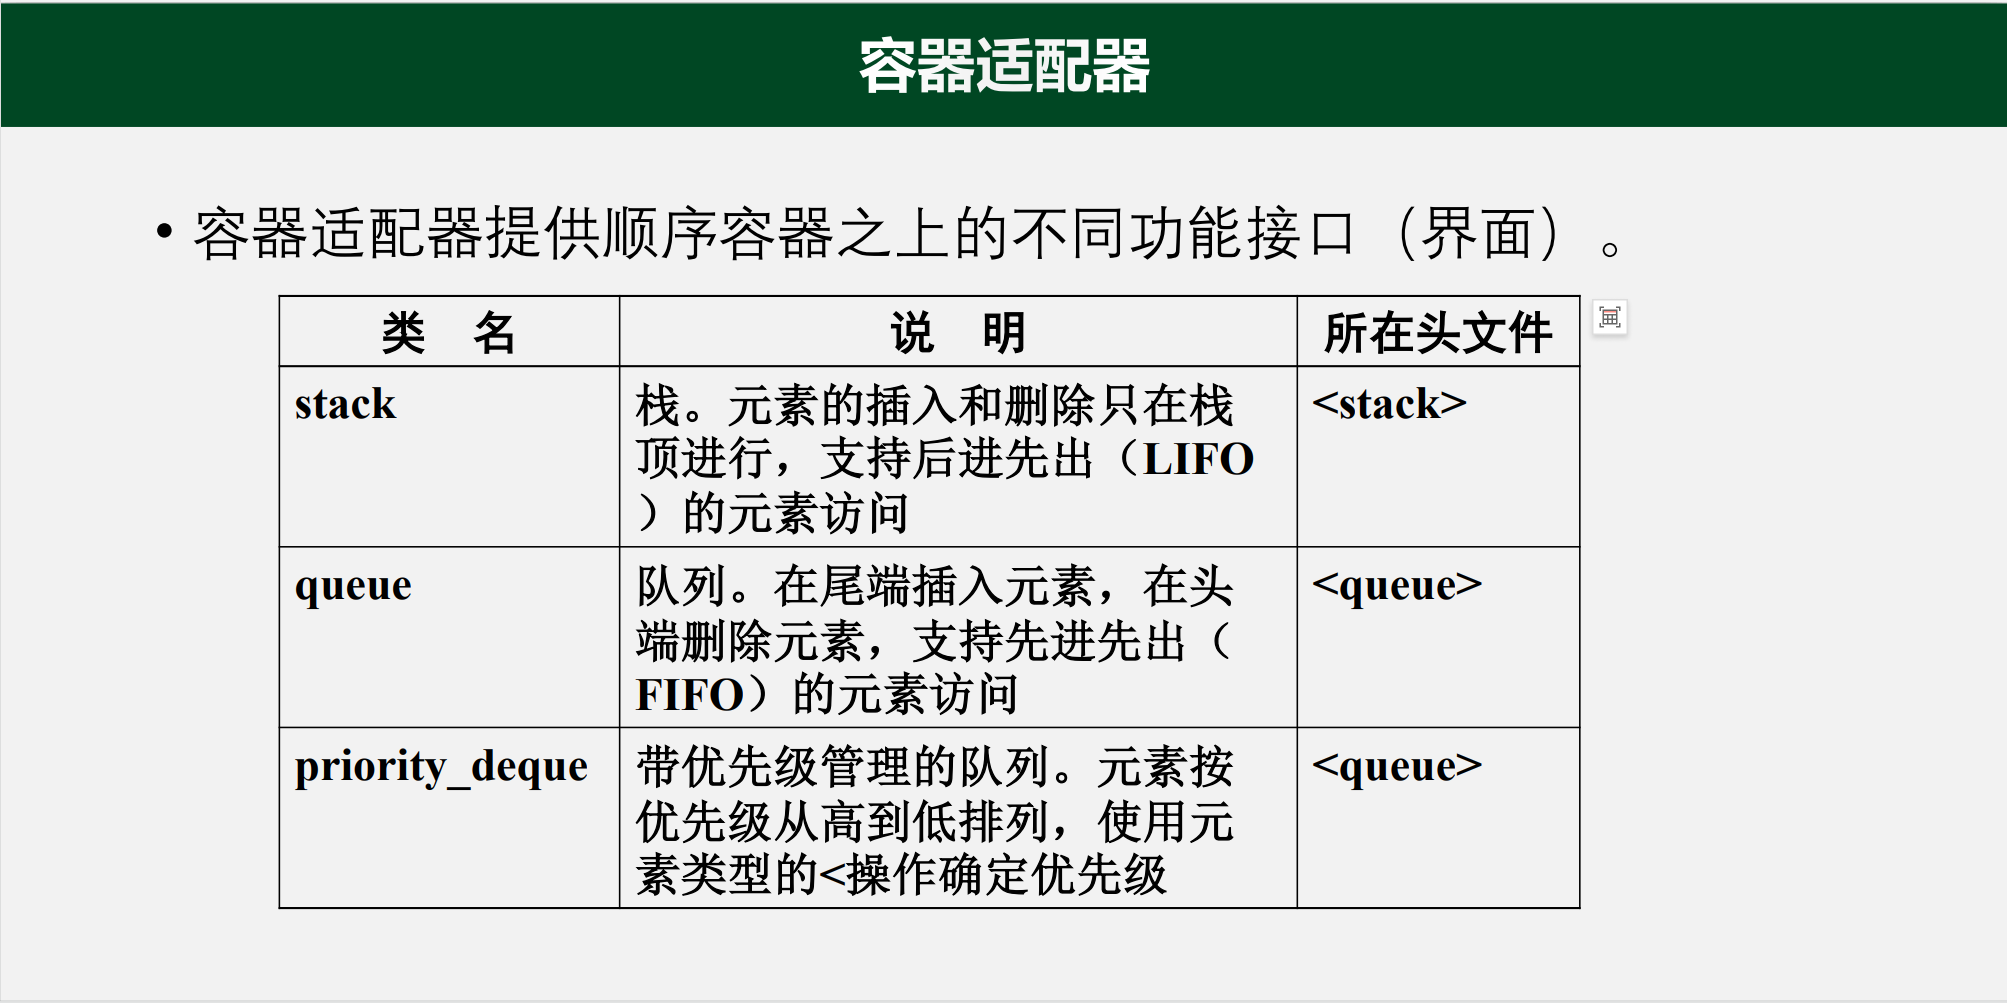 容器适配器
• 容器适配器提供顺序容器之上的不同功能接口（界面）。
类 名 说 明 所在头文件
stack
栈。元素的插入和删除只在栈
顶进行，支持后进先出（LIFO
）的元素访问
<stack>
queue
队列。在尾端插入元素，在头
端删除元素，支持先进先出（
FIFO）的元素访问
<queue>
priority_deque
带优先级管理的队列。元素按
优先级从高到低排列，使用元
素类型的<操作确定优先级
<queue>